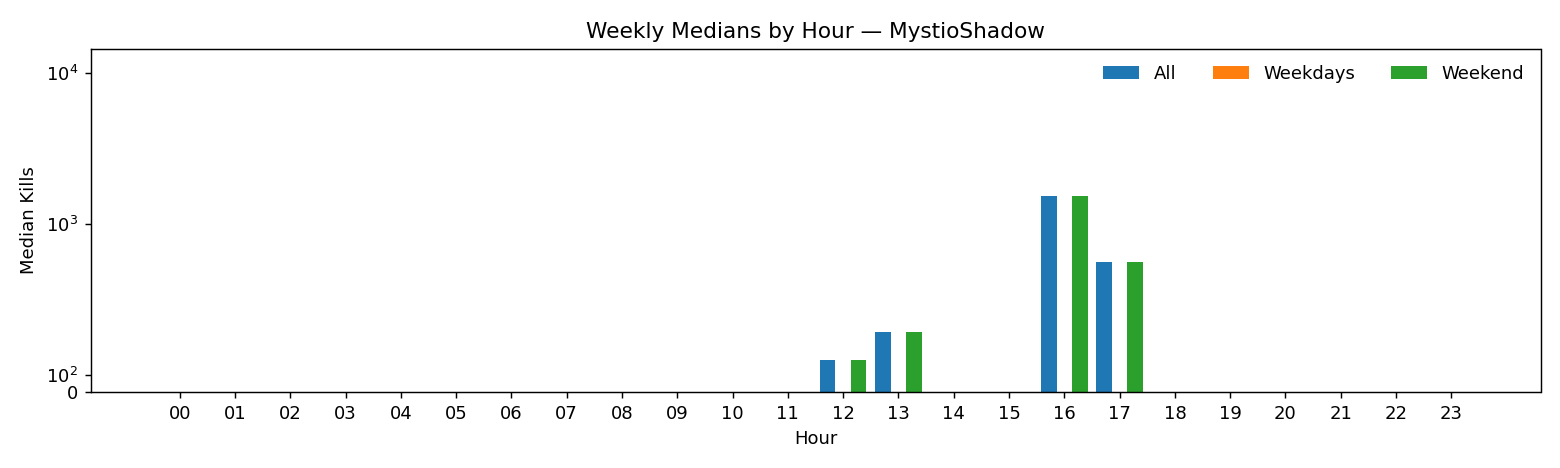 Weekly Medians by Hour — MystioShadow
All Weekdays Weekend
Median Kills
10⁴
10³
10²
0
00 01 02 03 04 05 06 07 08 09 10 11 12 13 14 15 16 17 18 19 20 21 22 23
Hour